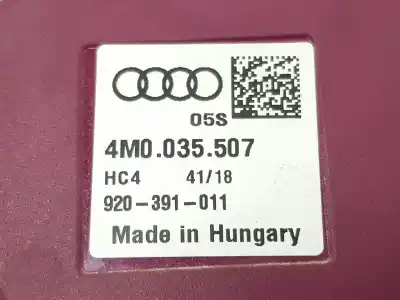 05S
4M0.035.507
HC4 41/18
920-391-011
Made in Hungary